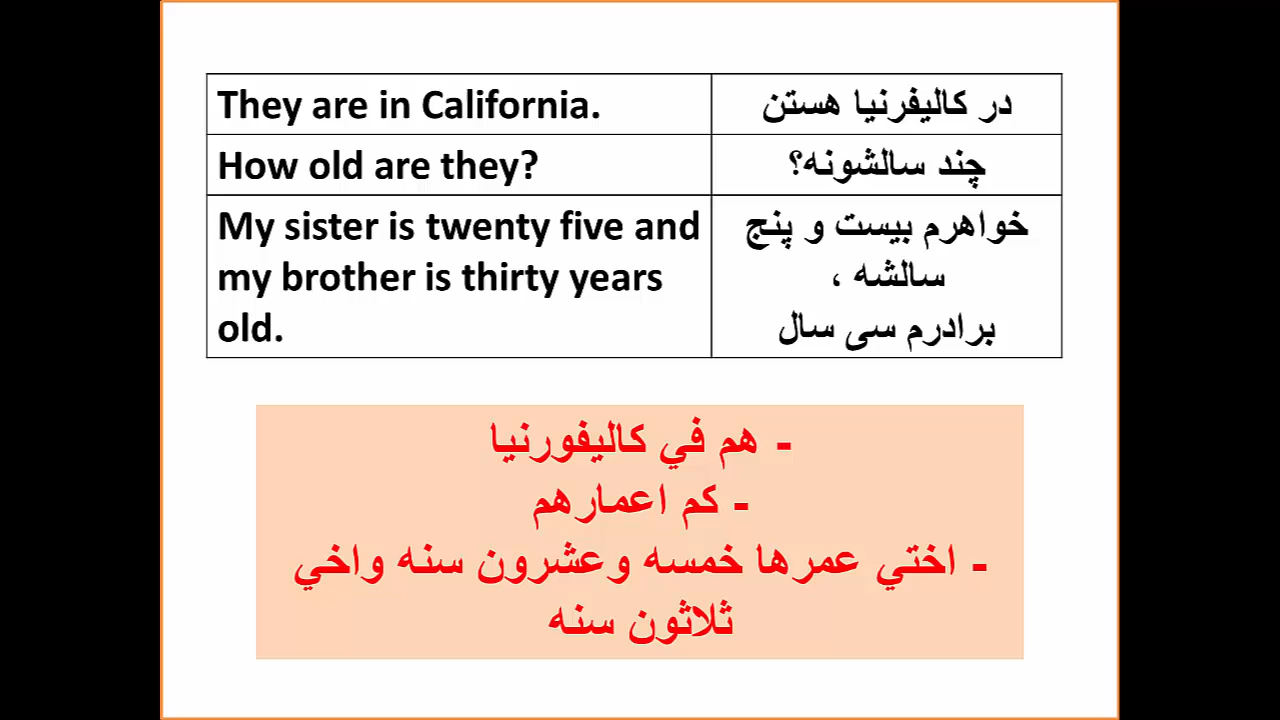 They are in California.
در کالیفرنیا هستن
How old are they?
چند سالشونه؟
My sister is twenty five and
my brother is thirty years
old.
خواهرم بیست و پنج
سالشه ،
برادرم سی سال
- هم في كاليفورنيا
- كم اعمارهم
- اختي عمرها خمسه وعشرون سنه واخي
ثلاثون سنه